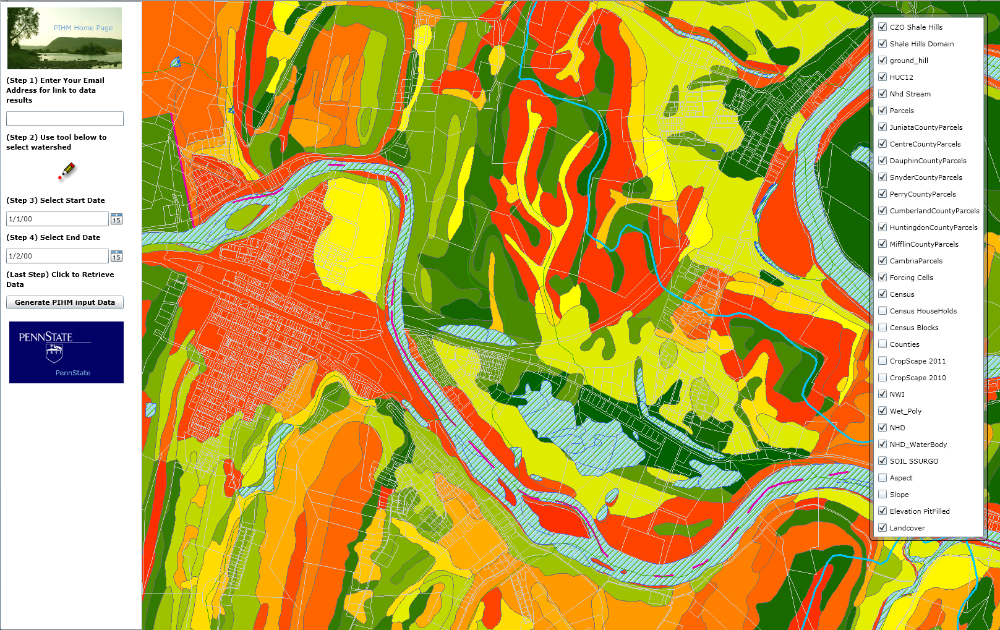 PIHM Home Page
(Step 1) Enter Your Email
Address for link to data
results
(Step 2) Use tool below to
select watershed
(Step 3) Select Start Date
1/1/00
15
(Step 4) Select End Date
1/2/00
15
(Last Step) Click to Retrieve
Data
Generate PIHM input Data
PENNSTATE
1855
PennState
CZO Shale Hills
Shale Hills Domain
ground_hill
HUC12
Nhd Stream
Parcels
JuniataCountyParcels
CentreCountyParcels
DauphinCountyParcels
SnyderCountyParcels
PerryCountyParcels
CumberlandCountyParcels
HuntingdonCountyParcels
MifflinCountyParcels
CambriaParcels
Forcing Cells
Census
Census HouseHolds
Census Blocks
Counties
CropScape 2011
CropScape 2010
NWI
Wet_Poly
NHD
NHD_WaterBody
SOIL SSURGO
Aspect
Slope
Elevation PitFilled
Landcover